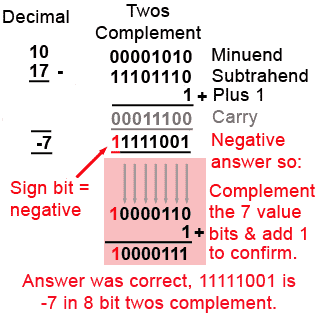 Decimal
Twos
Complement
10 00001010 Minuend
17 - 11101110 Subtrahend
1 + Plus 1
00011100 Carry
-7 11111001 Negative
answer so:
Sign bit =
negative
Complement
10000110 the 7 value
1 + bits & add 1
10000111 to confirm.
Answer was correct, 11111001 is
-7 in 8 bit twos complement.